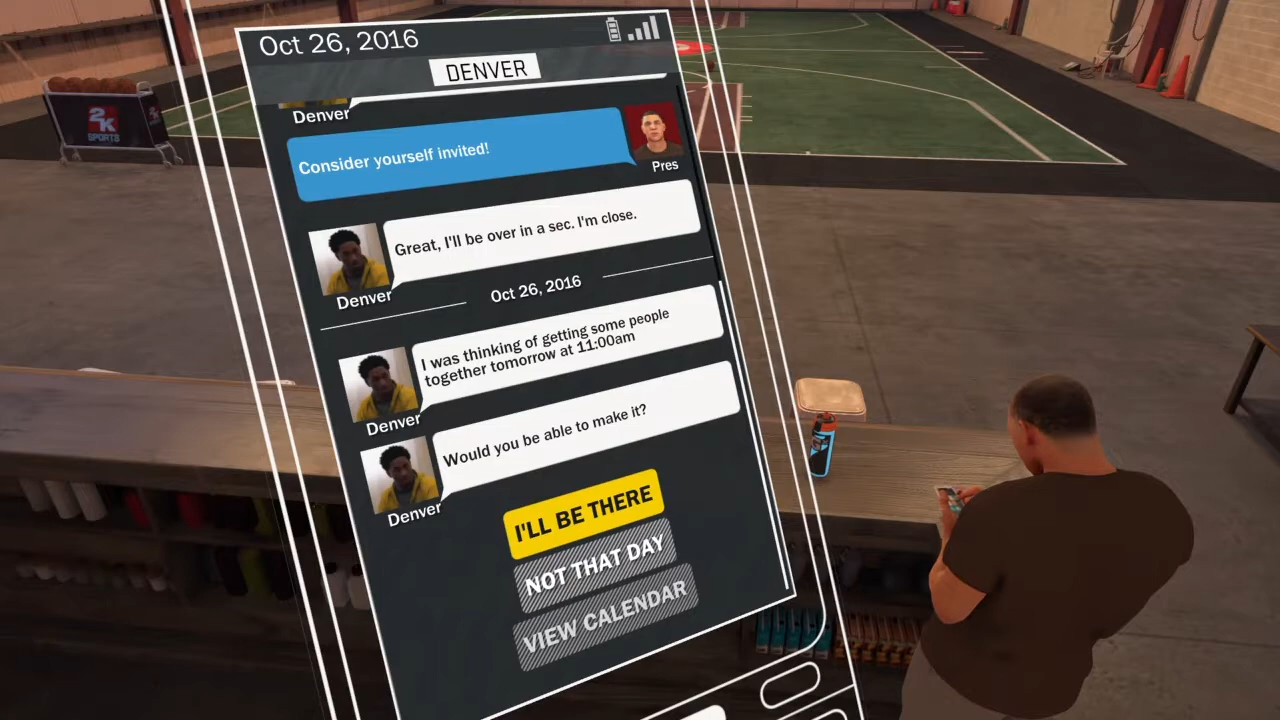 Oct 26, 2016
DENVER
Denver
Consider yourself invited!
Pres
Great, I'll be over in a sec. I'm close.
Denver
Oct 26, 2016
I was thinking of getting some people
together tomorrow at 11:00am
Denver
Would you be able to make it?
Denver
I'LL BE THERE
NOT THAT DAY
VIEW CALENDAR
2K
SPORTS